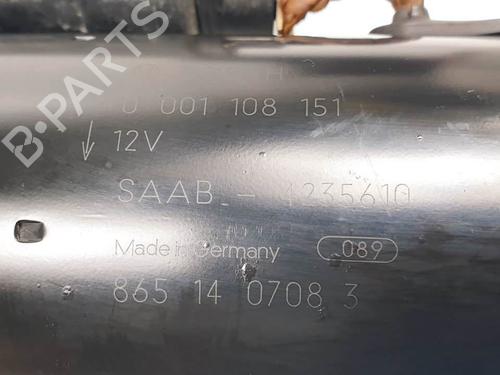 B-PARTS
0 001 108 151
12V
SAAB - 4235610
Made in Germany
089
865 14 0708 3